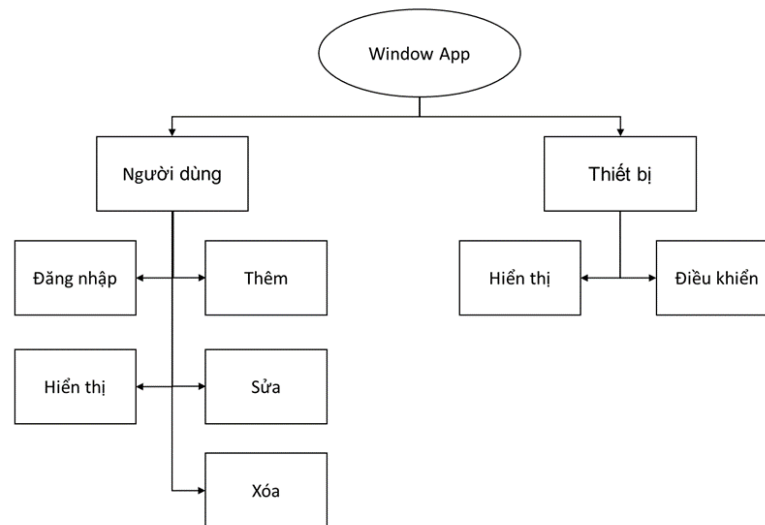 Window App
Người dùng
Thiết bị
Đăng nhập
Thêm
Hiển thị
Điều khiển
Hiển thị
Sửa
Xóa